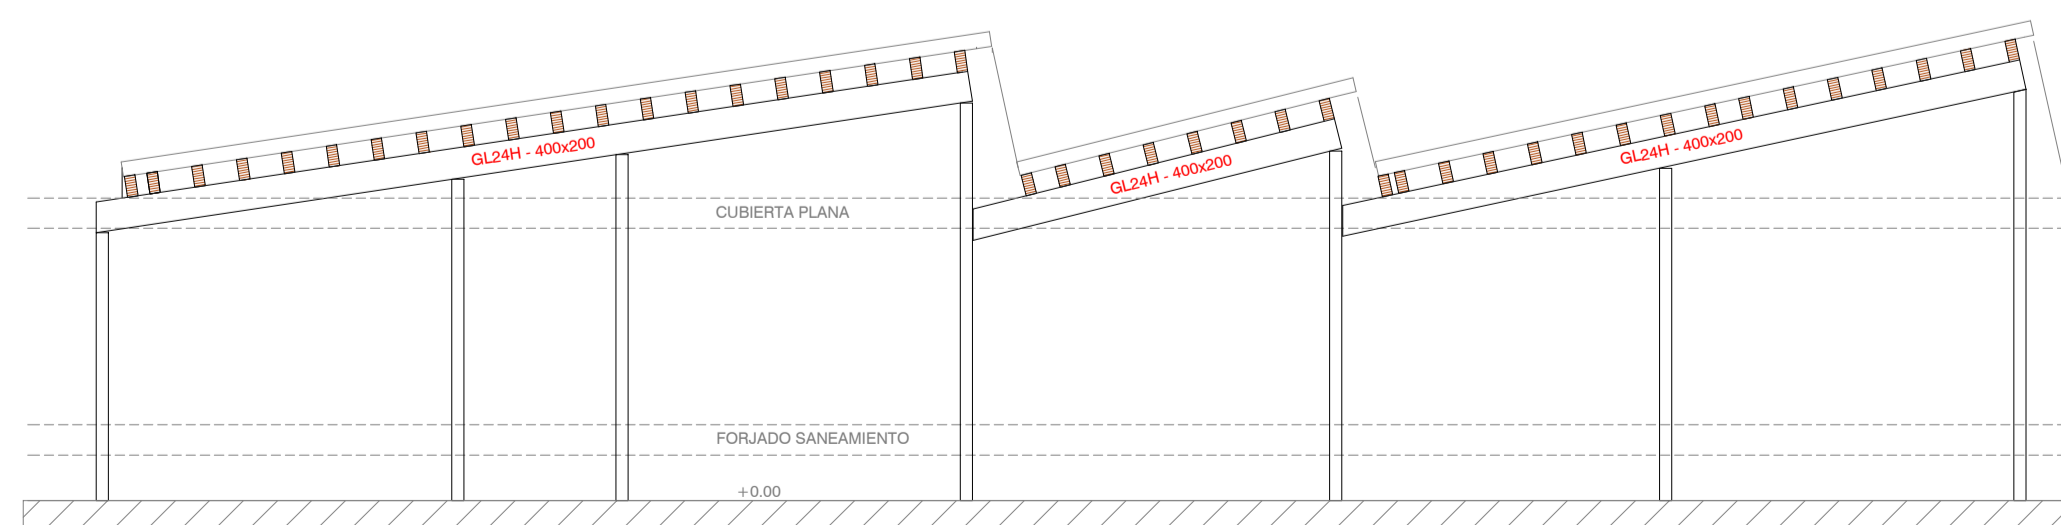 GL24H - 400x200
GL24H - 400x200
GL24H - 400x200
CUBIERTA PLANA
FORJADO SANEAMIENTO
+0.00